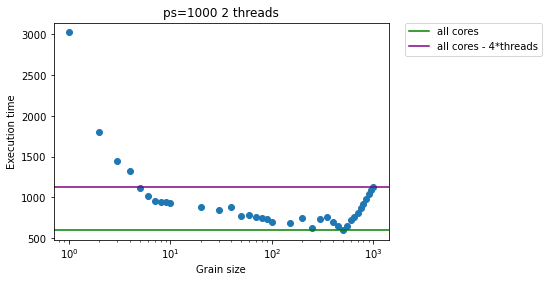 ps=1000 2 threads
all cores
all cores - 4*threads
Execution time
3000
2500
2000
1500
1000
500
10^0
10^1
10^2
10^3
Grain size